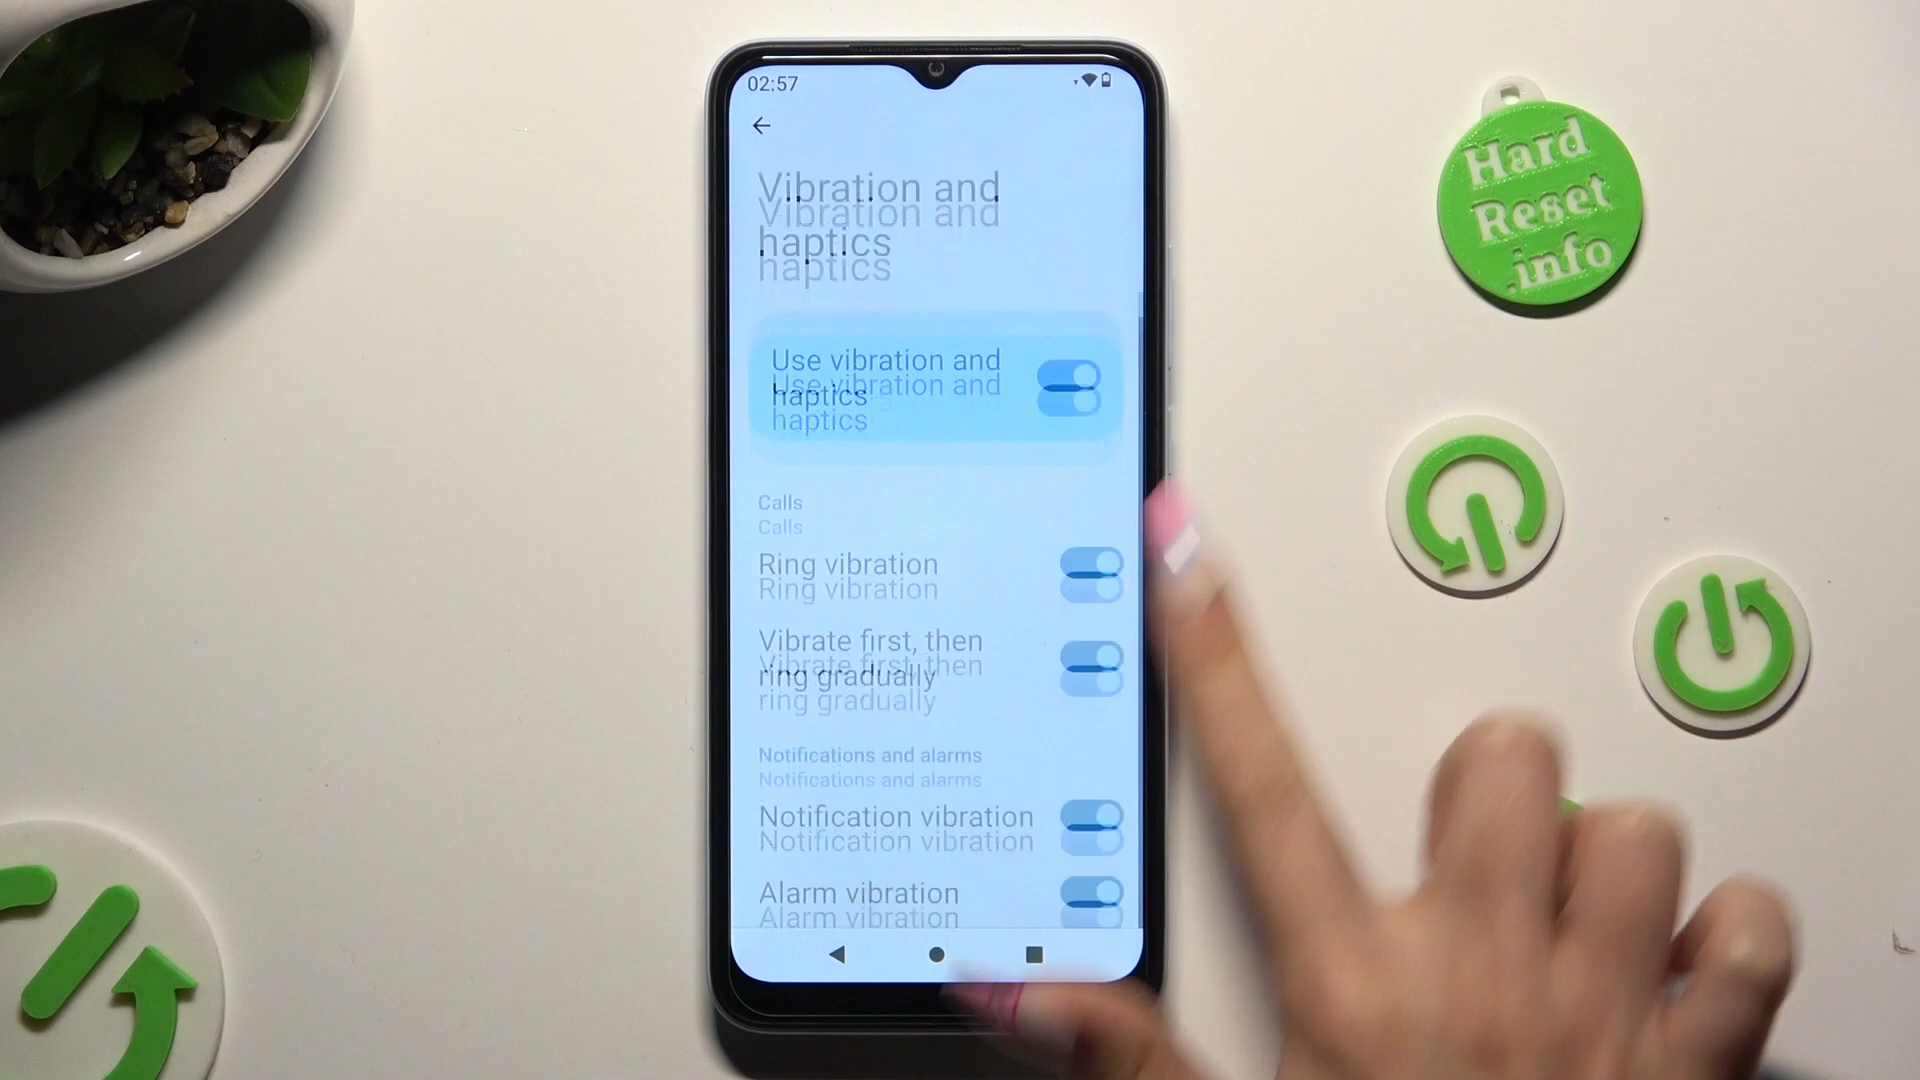 02:57
Vibration and
haptics
Use vibration and
haptics
Calls
Ring vibration
Vibrate first, then
ring gradually
Notifications and alarms
Notification vibration
Alarm vibration
Hard
Reset
.info